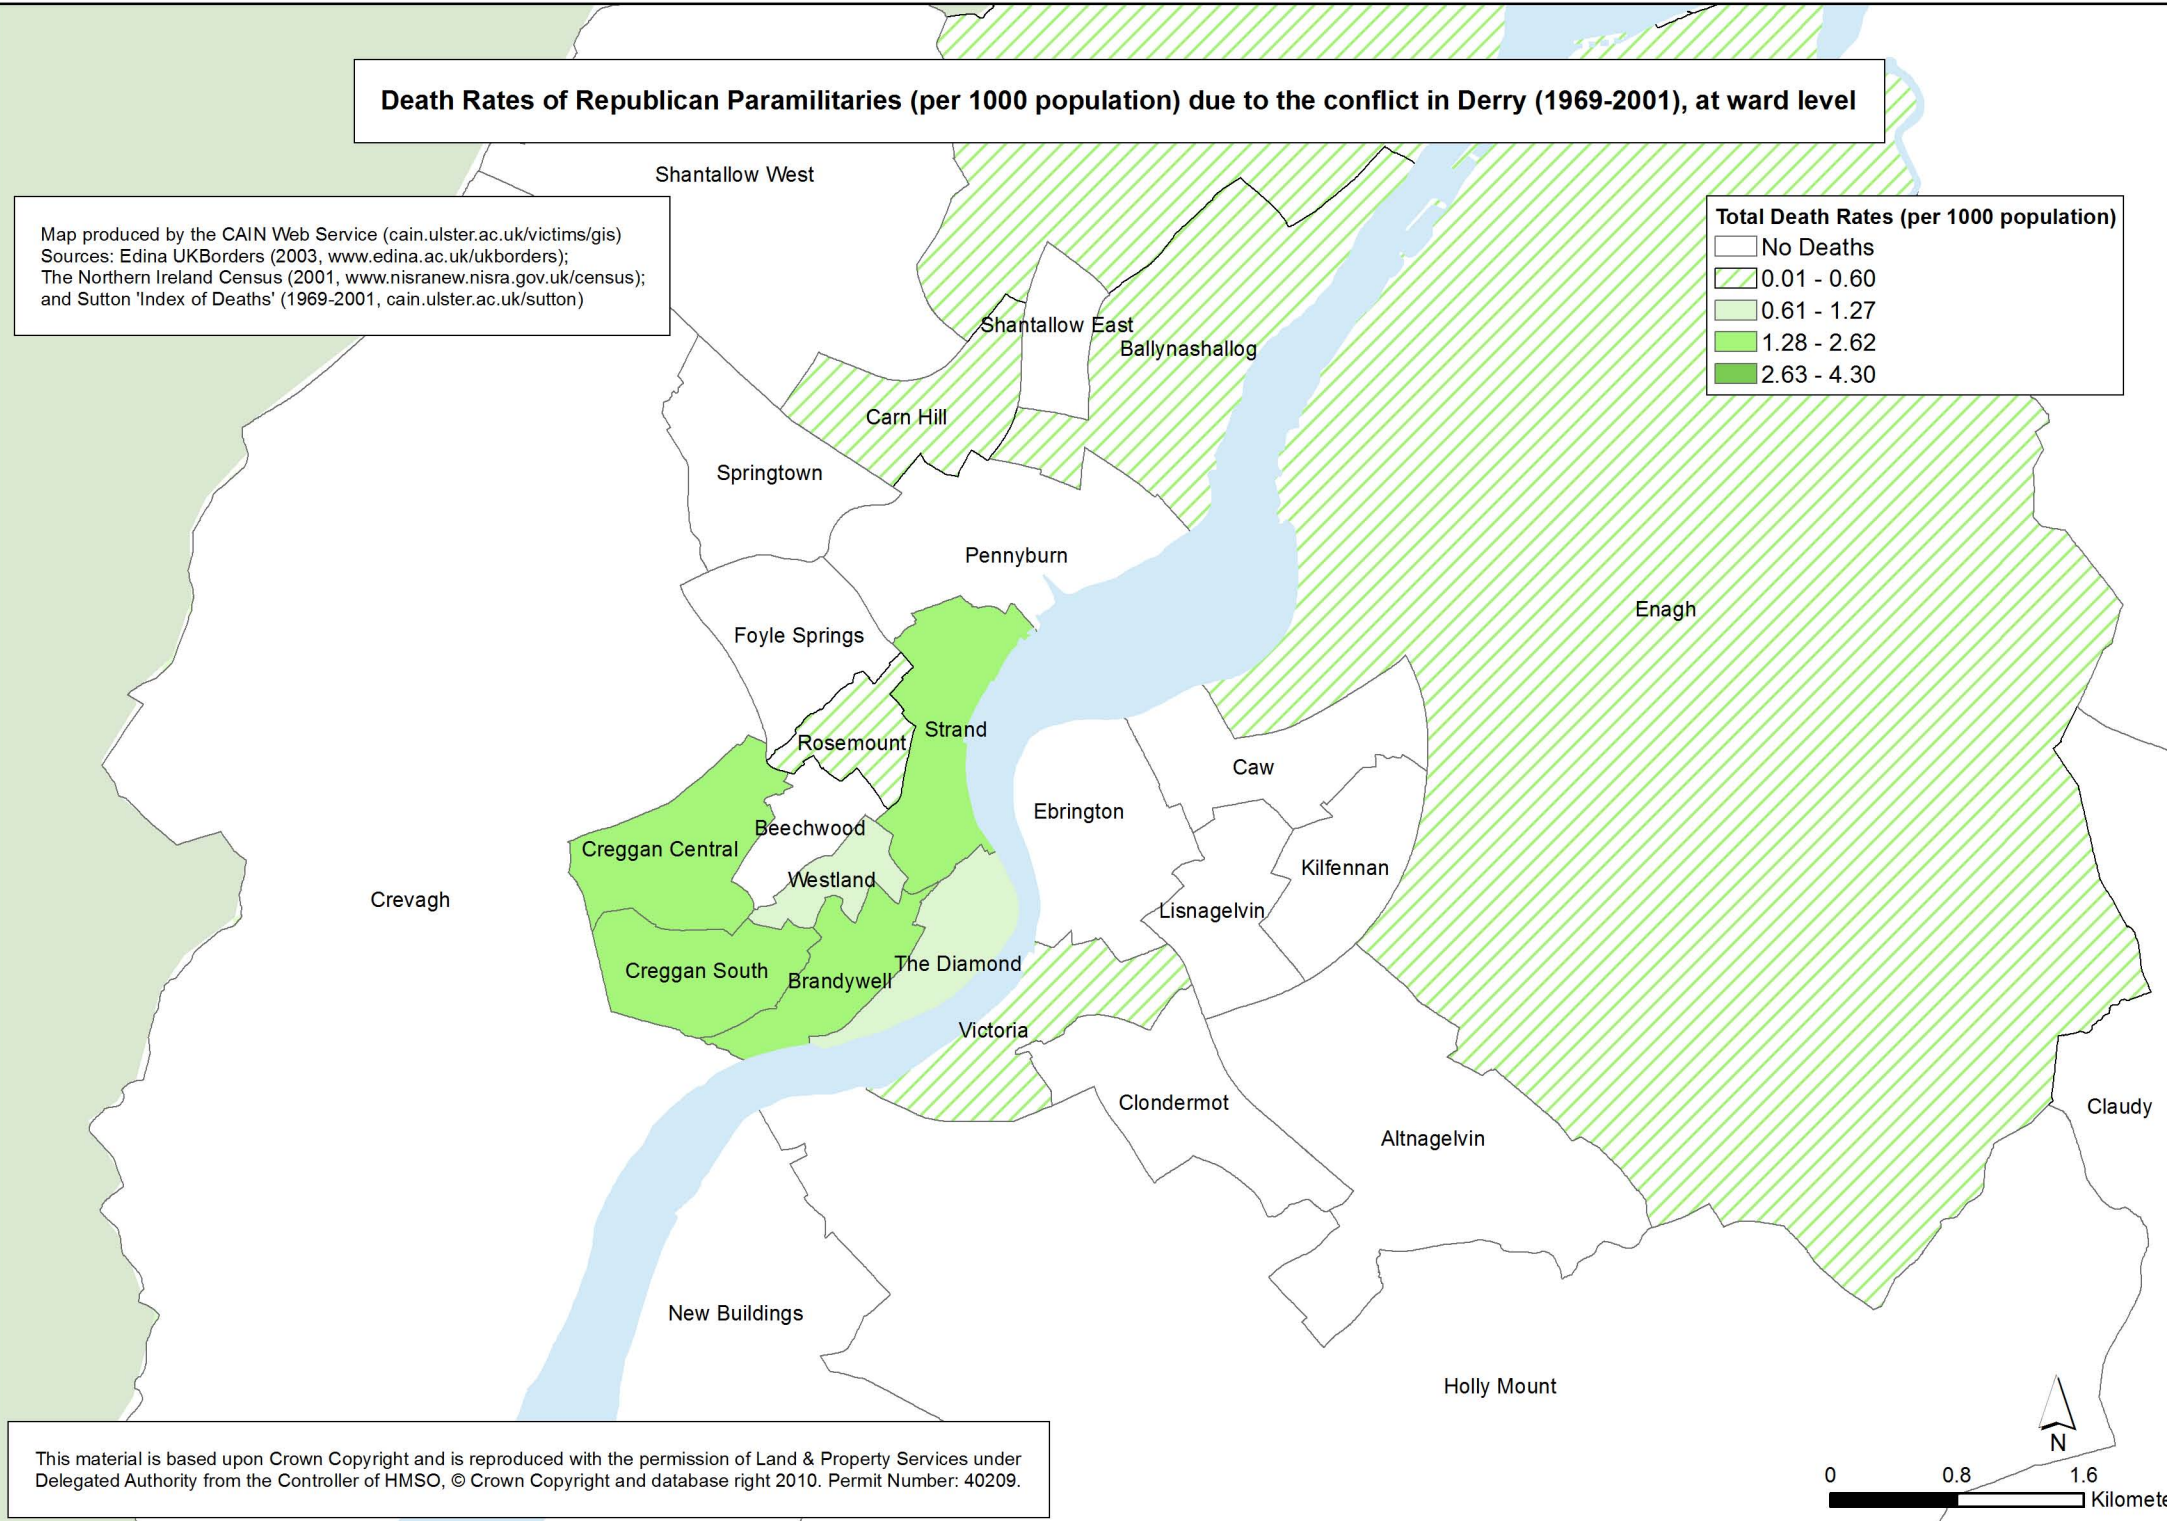 Death Rates of Republican Paramilitaries (per 1000 population) due to the conflict in Derry (1969-2001), at ward level
Shantallow West
Map produced by the CAIN Web Service (cain.ulster.ac.uk/victims/gis)
Sources: Edina UKBorders (2003, www.edina.ac.uk/ukborders);
The Northern Ireland Census (2001, www.nisranew.nisra.gov.uk/census);
and Sutton 'Index of Deaths' (1969-2001, cain.ulster.ac.uk/sutton)
Total Death Rates (per 1000 population)
No Deaths
0.01 - 0.60
0.61 - 1.27
1.28 - 2.62
2.63 - 4.30
Shantallow East
Ballynashallog
Carn Hill
Springtown
Pennyburn
Enagh
Foyle Springs
Strand
Rosemount
Caw
Ebrington
Beechwood
Creggan Central
Kilfennan
Westland
Crevagh
Lisnagelvin
The Diamond
Creggan South
Brandywell
Victoria
Clondermot
Claudy
Altnagelvin
New Buildings
Holly Mount
N
This material is based upon Crown Copyright and is reproduced with the permission of Land & Property Services under
Delegated Authority from the Controller of HMSO, © Crown Copyright and database right 2010. Permit Number: 40209.
0 0.8 1.6
Kilomete